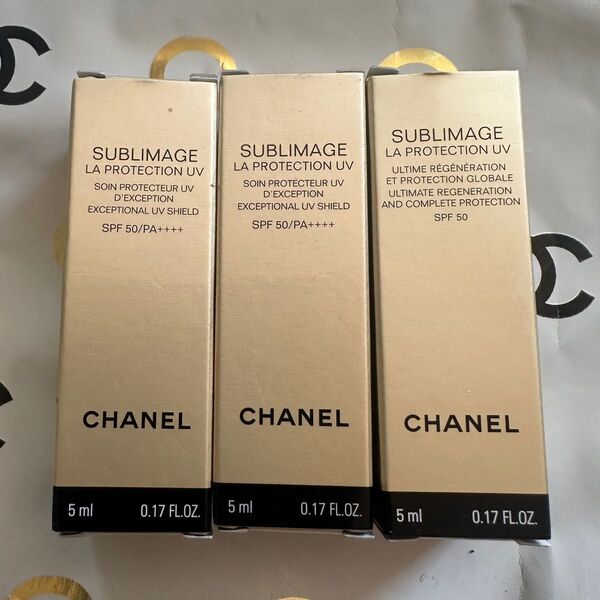 SUBLIMAGE
LA PROTECTION UV
SOIN PROTECTEUR UV
D'EXCEPTION
EXCEPTIONAL UV SHIELD
SPF 50/PA++++
CHANEL
5 ml 0.17 FL.OZ.
SUBLIMAGE
LA PROTECTION UV
SOIN PROTECTEUR UV
D'EXCEPTION
EXCEPTIONAL UV SHIELD
SPF 50/PA++++
CHANEL
5 ml 0.17 FL.OZ.
SUBLIMAGE
LA PROTECTION UV
ULTIME RÉGÉNÉRATION
ET PROTECTION GLOBALE
ULTIMATE REGENERATION
AND COMPLETE PROTECTION
SPF 50
CHANEL
5 ml 0.17 FL.OZ.